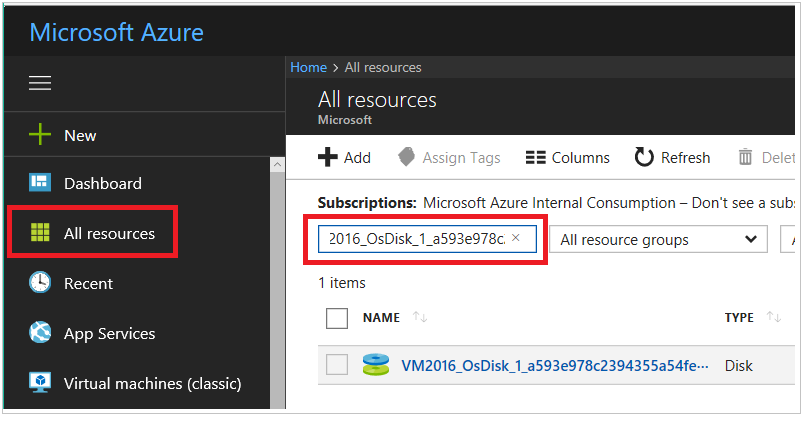 Microsoft Azure
Home > All resources
All resources
Microsoft
New
Dashboard
All resources
Recent
App Services
Virtual machines (classic)
Add
Assign Tags
Columns
Refresh
Delet
Subscriptions: Microsoft Azure Internal Consumption – Don't see a subs
2016_OsDisk_1_a593e978c2 ×
All resource groups
1 items
NAME
TYPE
VM2016_OsDisk_1_a593e978c2394355a54fe···
Disk